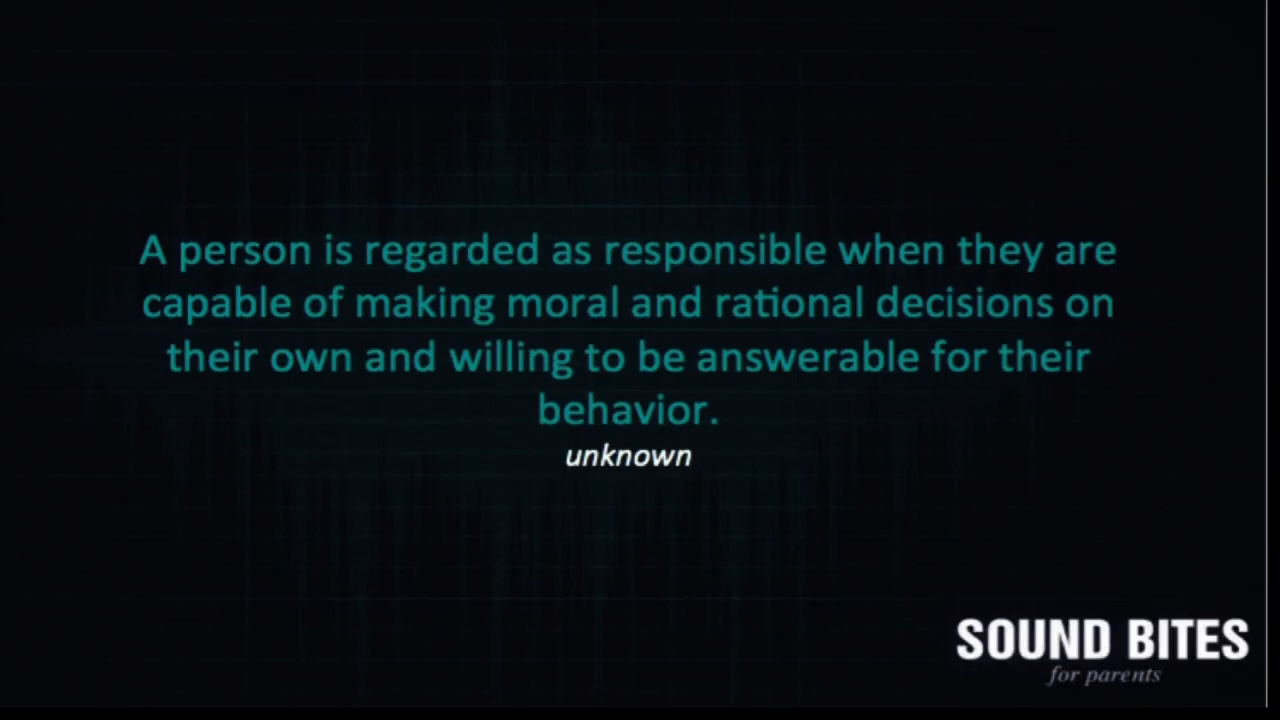 A person is regarded as responsible when they are
capable of making moral and rational decisions on
their own and willing to be answerable for their
behavior.
unknown
SOUND BITES
for parents